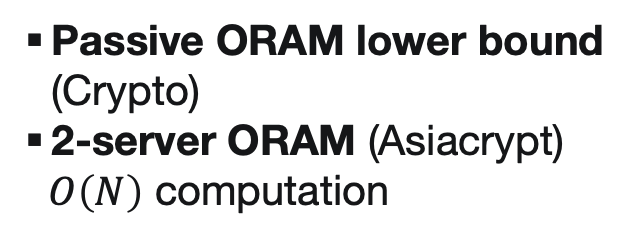 ▪ Passive ORAM lower bound
(Crypto)
▪ 2-server ORAM (Asiacrypt)
O(N) computation